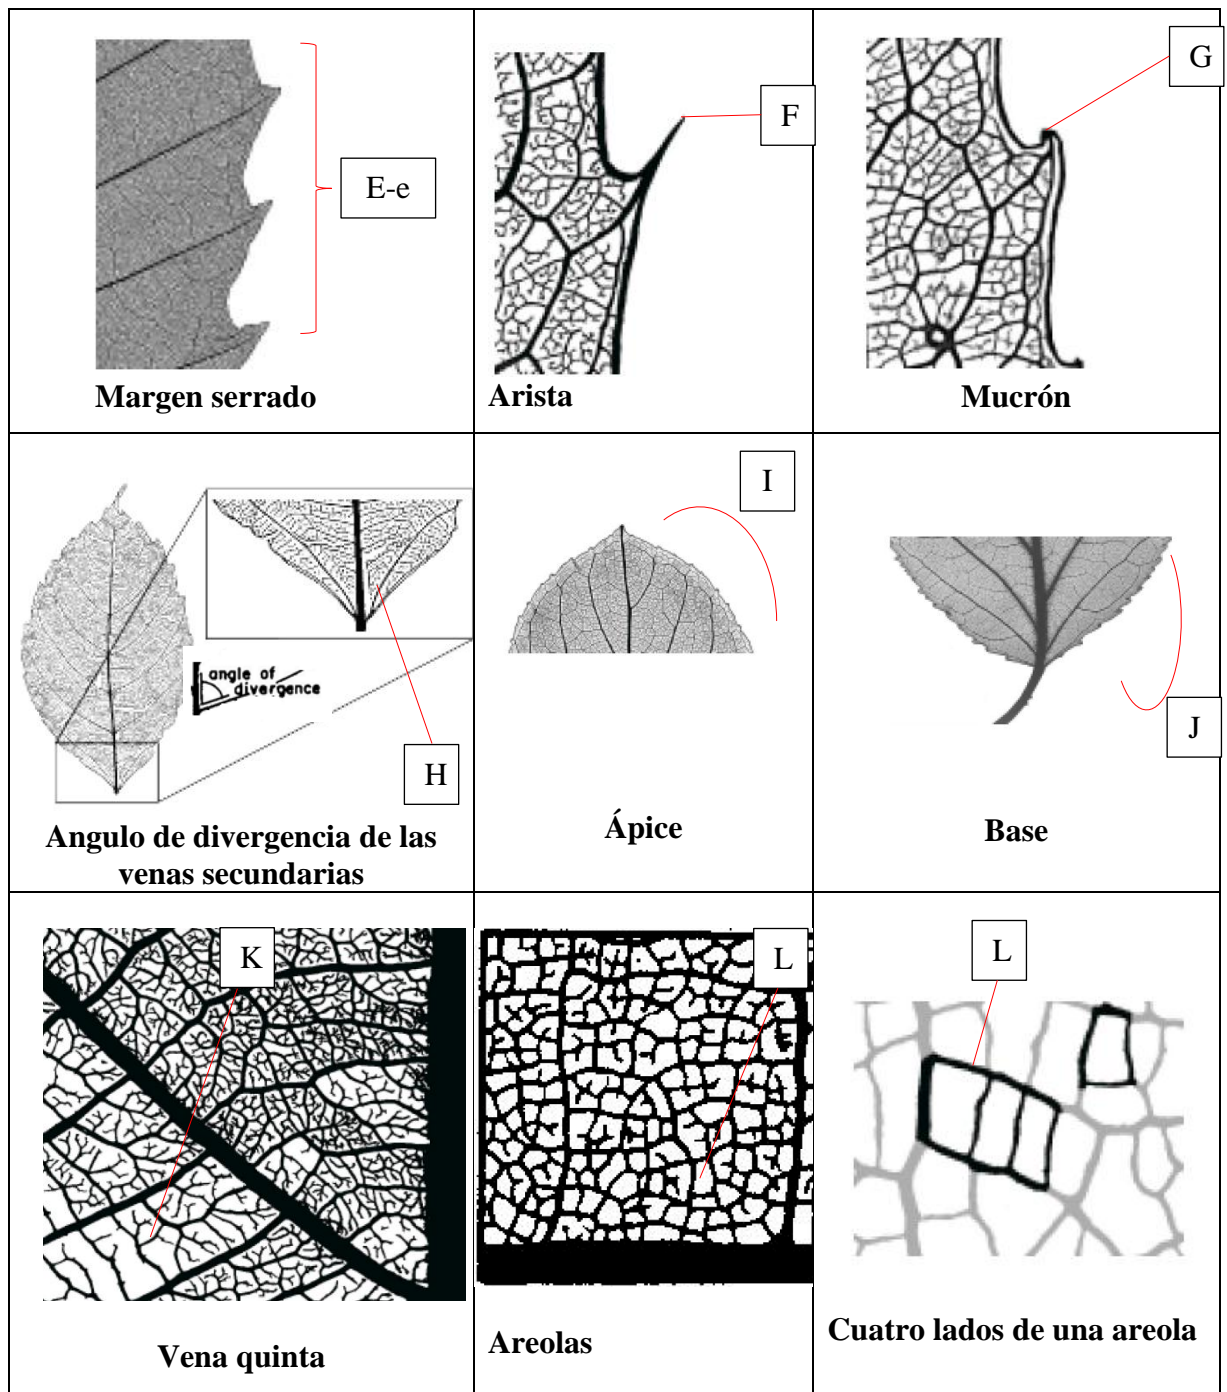 E-e
F
G
Margen serrado
Arista
Mucrón
angle of
divergence
H
I
J
Angulo de divergencia de las
venas secundarias
Ápice
Base
K
L
L
Vena quinta
Areolas
Cuatro lados de una areola